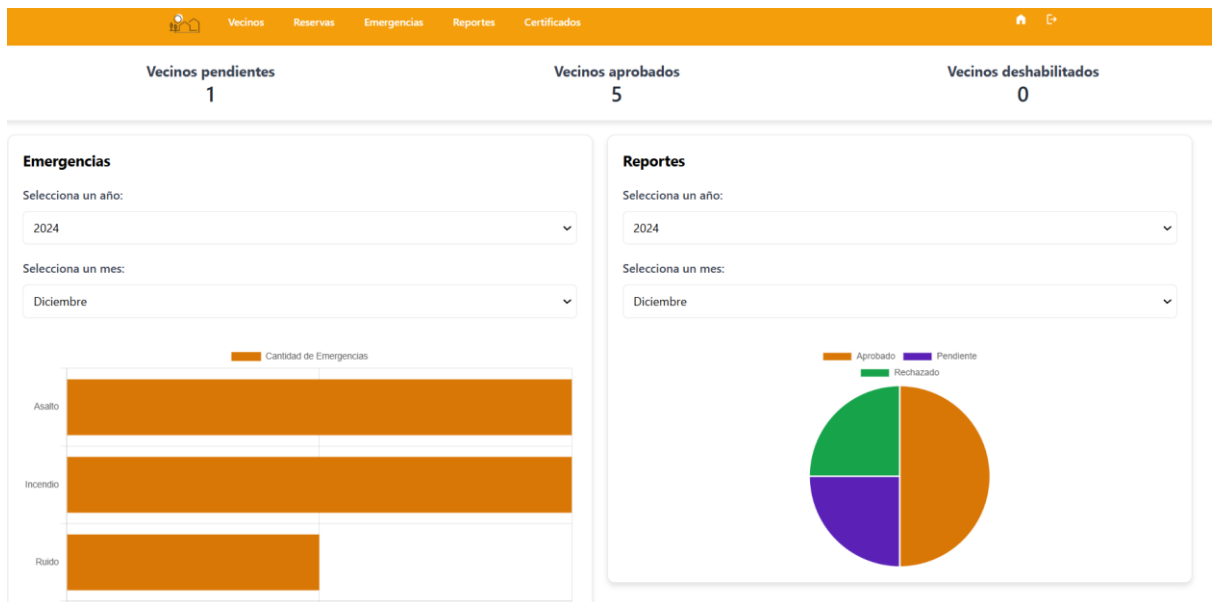 Vecinos Reservas Emergencias Reportes Certificados
Vecinos pendientes
1
Vecinos aprobados
5
Vecinos deshabilitados
0
Emergencias
Selecciona un año:
2024
Selecciona un mes:
Diciembre
Cantidad de Emergencias
Asalto
Incendio
Ruido
Reportes
Selecciona un año:
2024
Selecciona un mes:
Diciembre
Aprobado Pendiente
Rechazado